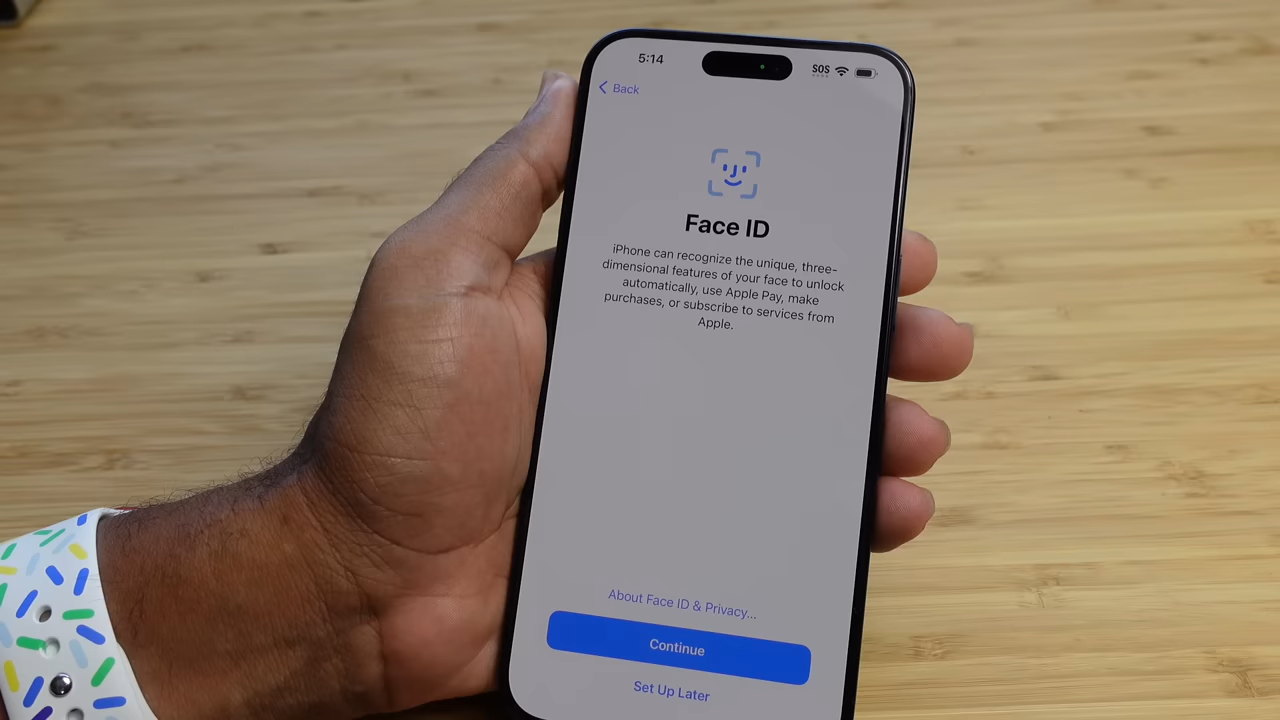 5:14
SOS
Back
Face ID
iPhone can recognize the unique, three-
dimensional features of your face to unlock
automatically, use Apple Pay, make
purchases, or subscribe to services from
Apple.
About Face ID & Privacy...
Continue
Set Up Later